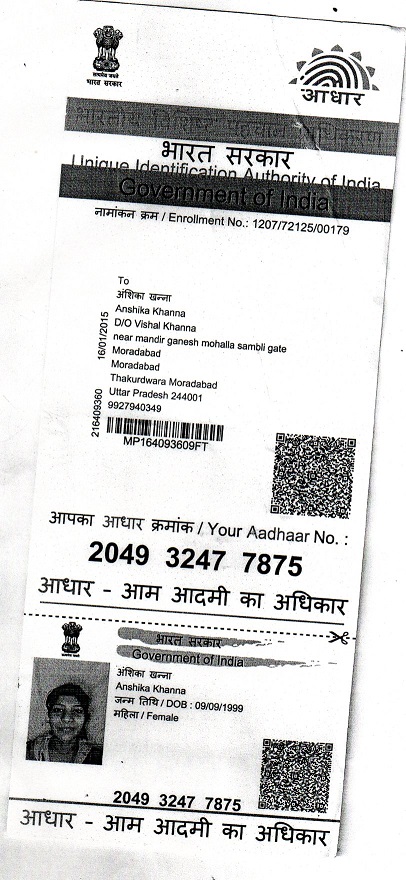 सत्यमेव जयते
भारत सरकार
आधार
भारतीय विशिष्ट पहचान प्राधिकरण
भारत सरकार
Unique Identification Authority of India
Government of India
नामांकन क्रम / Enrollment No.: 1207/72125/00179
To
अंशिका खन्ना
Anshika Khanna
D/O Vishal Khanna
near mandir ganesh mohalla sambli gate
Moradabad
Moradabad
Thakurdwara Moradabad
Uttar Pradesh 244001
9927940349
216409360 16/01/2015
MP164093609FT
आपका आधार क्रमांक / Your Aadhaar No. :
2049 3247 7875
आधार - आम आदमी का अधिकार
भारत सरकार
Government of India
अंशिका खन्ना
Anshika Khanna
जन्म तिथि / DOB : 09/09/1999
महिला / Female
2049 3247 7875
आधार - आम आदमी का अधिकार